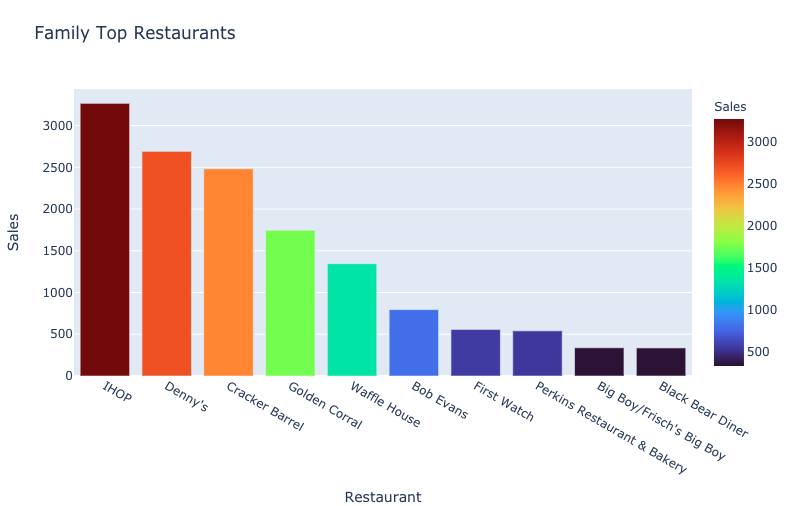 Family Top Restaurants
Sales
3000
2500
2000
1500
1000
500
0
Sales
3000
2500
2000
1500
1000
500
IHOP
Denny's
Cracker Barrel
Golden Corral
Waffle House
Bob Evans
First Watch
Perkins Restaurant & Bakery
Big Boy/Frisch's Big Boy
Black Bear Diner
Restaurant